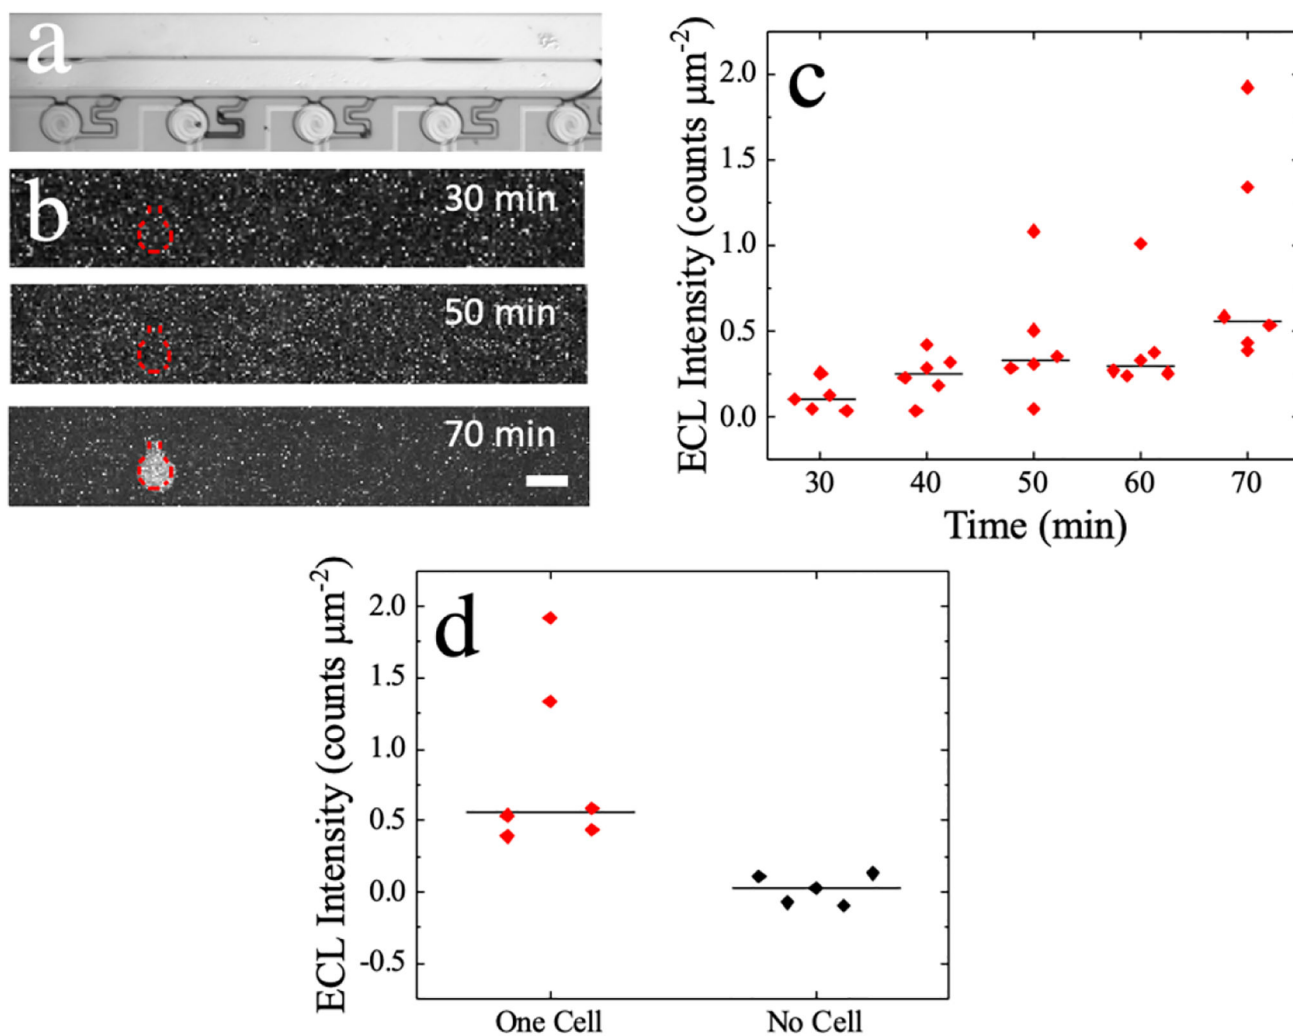 a
b
30 min
50 min
70 min
c
ECL Intensity (counts μm-2)
2.0
1.5
1.0
0.5
0.0
30 40 50 60 70
Time (min)
d
ECL Intensity (counts μm-2)
2.0
1.5
1.0
0.5
0.0
-0.5
One Cell No Cell